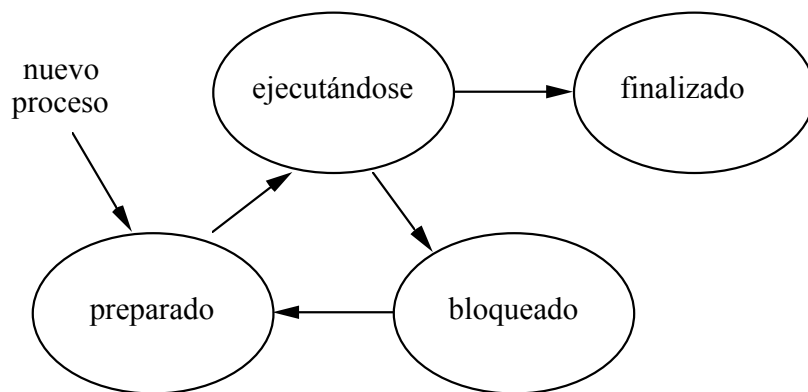 nuevo
proceso
ejecutándose
finalizado
preparado
bloqueado